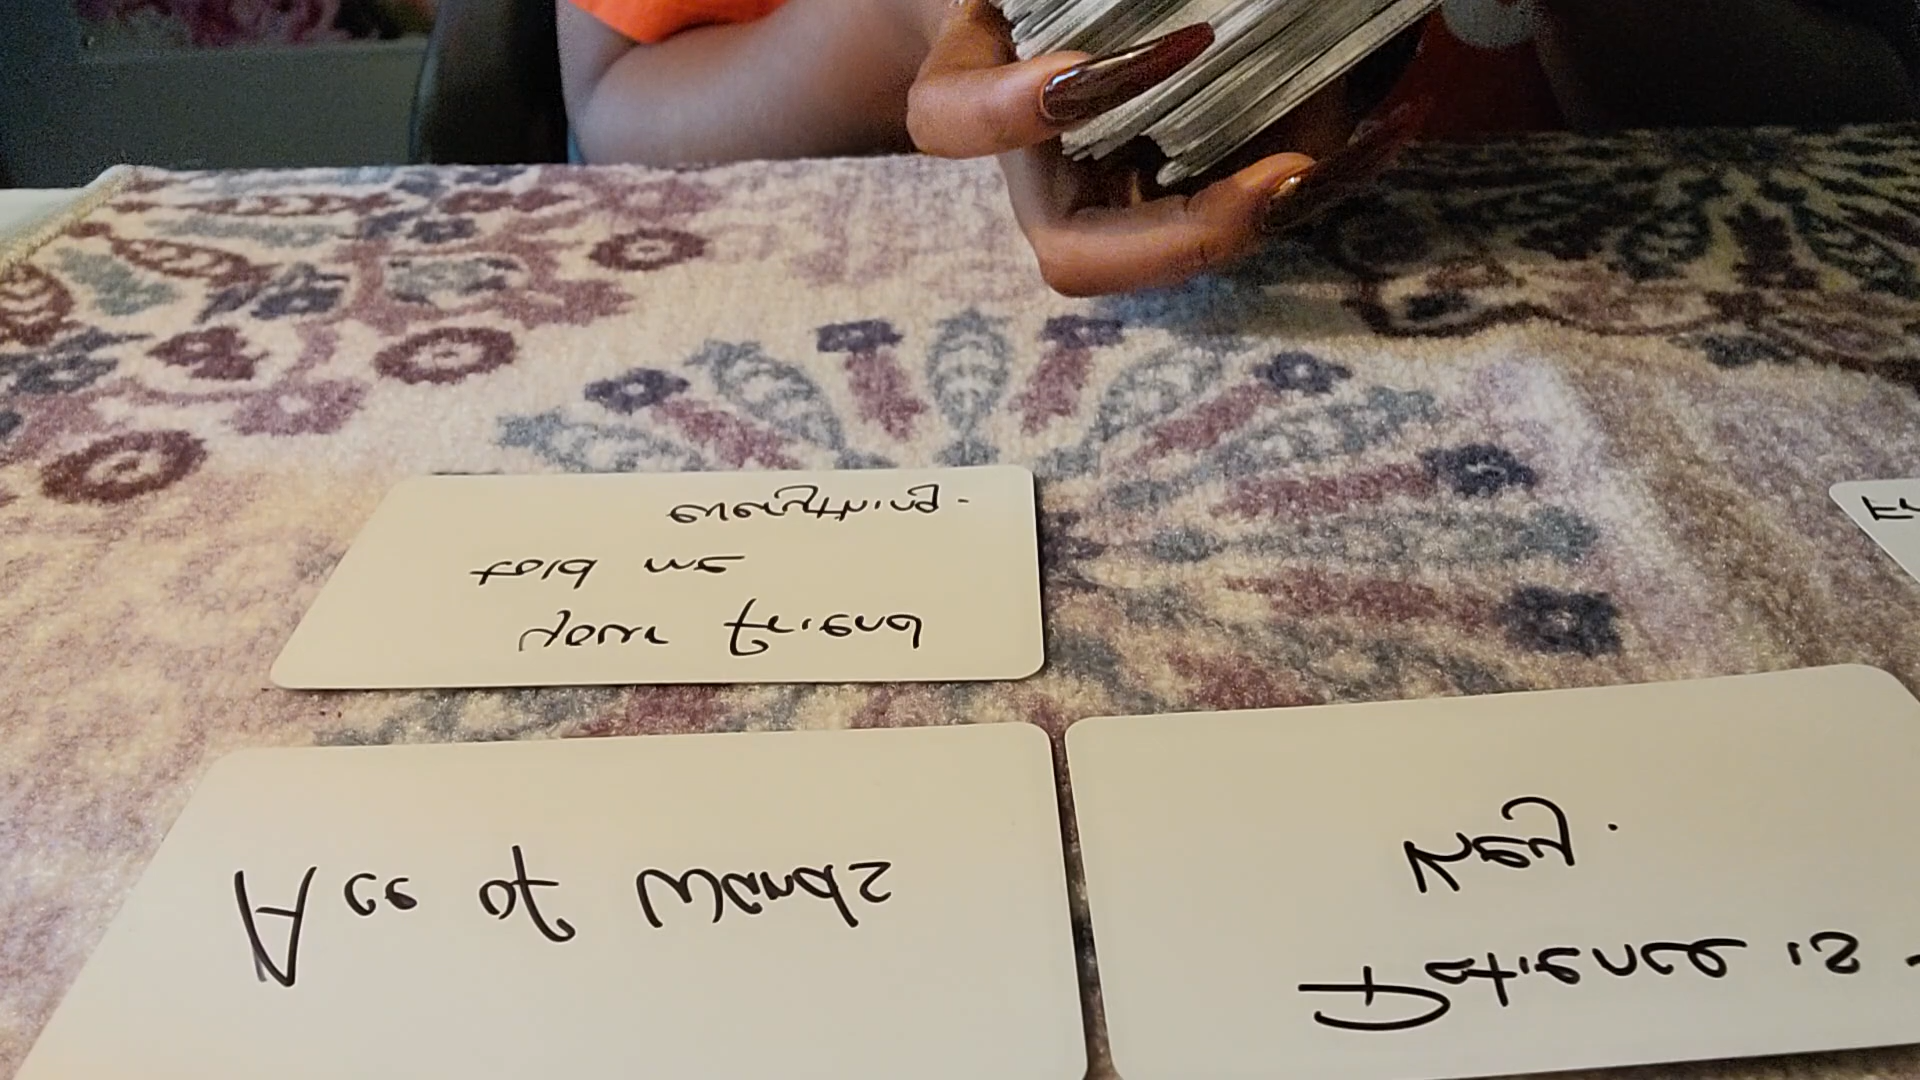 Your friend
told me
everything.
Ace of Wands
Patience is
Key.